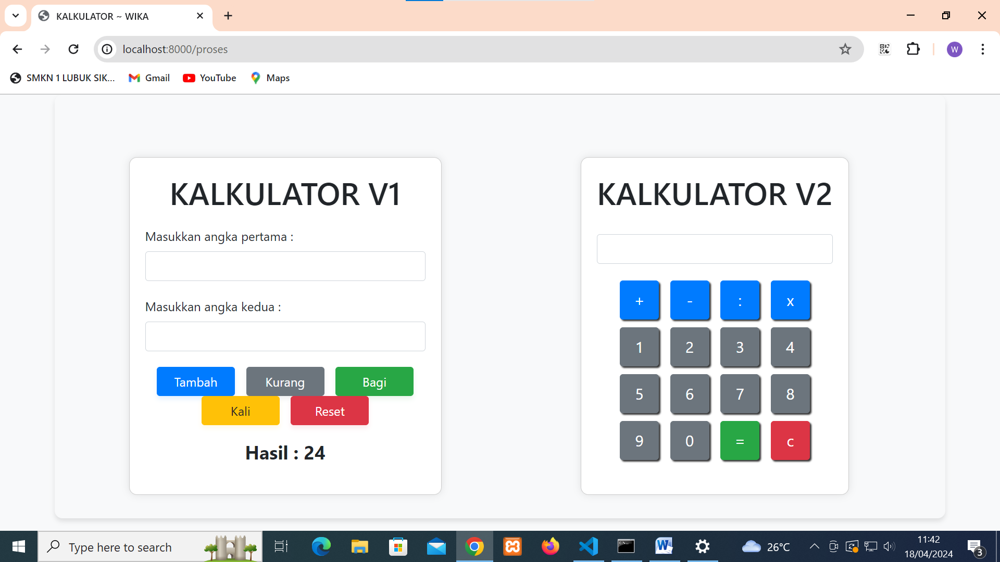 KALKULATOR ~ WIKA
localhost:8000/proses
W
SMKN 1 LUBUK SIK...
Gmail
YouTube
Maps
KALKULATOR V1
Masukkan angka pertama :
Masukkan angka kedua :
Tambah
Kurang
Bagi
Kali
Reset
Hasil : 24
KALKULATOR V2
+ - : x
1 2 3 4
5 6 7 8
9 0 = c
Type here to search
26°C
11:42
18/04/2024
3